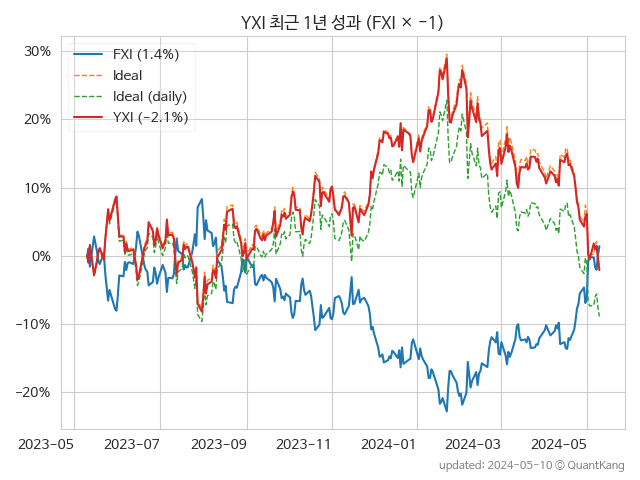 YXI 최근 1년 성과 (FXI × -1)
FXI (1.4%)
Ideal
Ideal (daily)
YXI (−2.1%)
30%
20%
10%
0%
−10%
−20%
2023-05 2023-07 2023-09 2023-11 2024-01 2024-03 2024-05
updated: 2024-05-10 © QuantKang